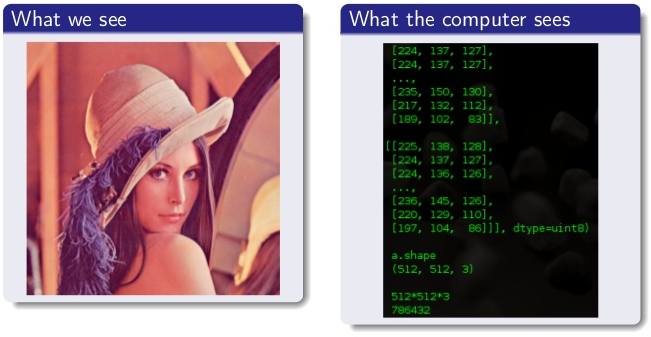 What we see
What the computer sees
[224, 137, 127],
[224, 137, 127],
...,
[235, 150, 130],
[217, 132, 112],
[189, 102,  83]],
[[225, 138, 128],
[224, 137, 127],
[224, 136, 126],
...,
[236, 145, 126],
[220, 129, 110],
[197, 104,  86]]], dtype=uint8)
a.shape
(512, 512, 3)
512*512*3
786432